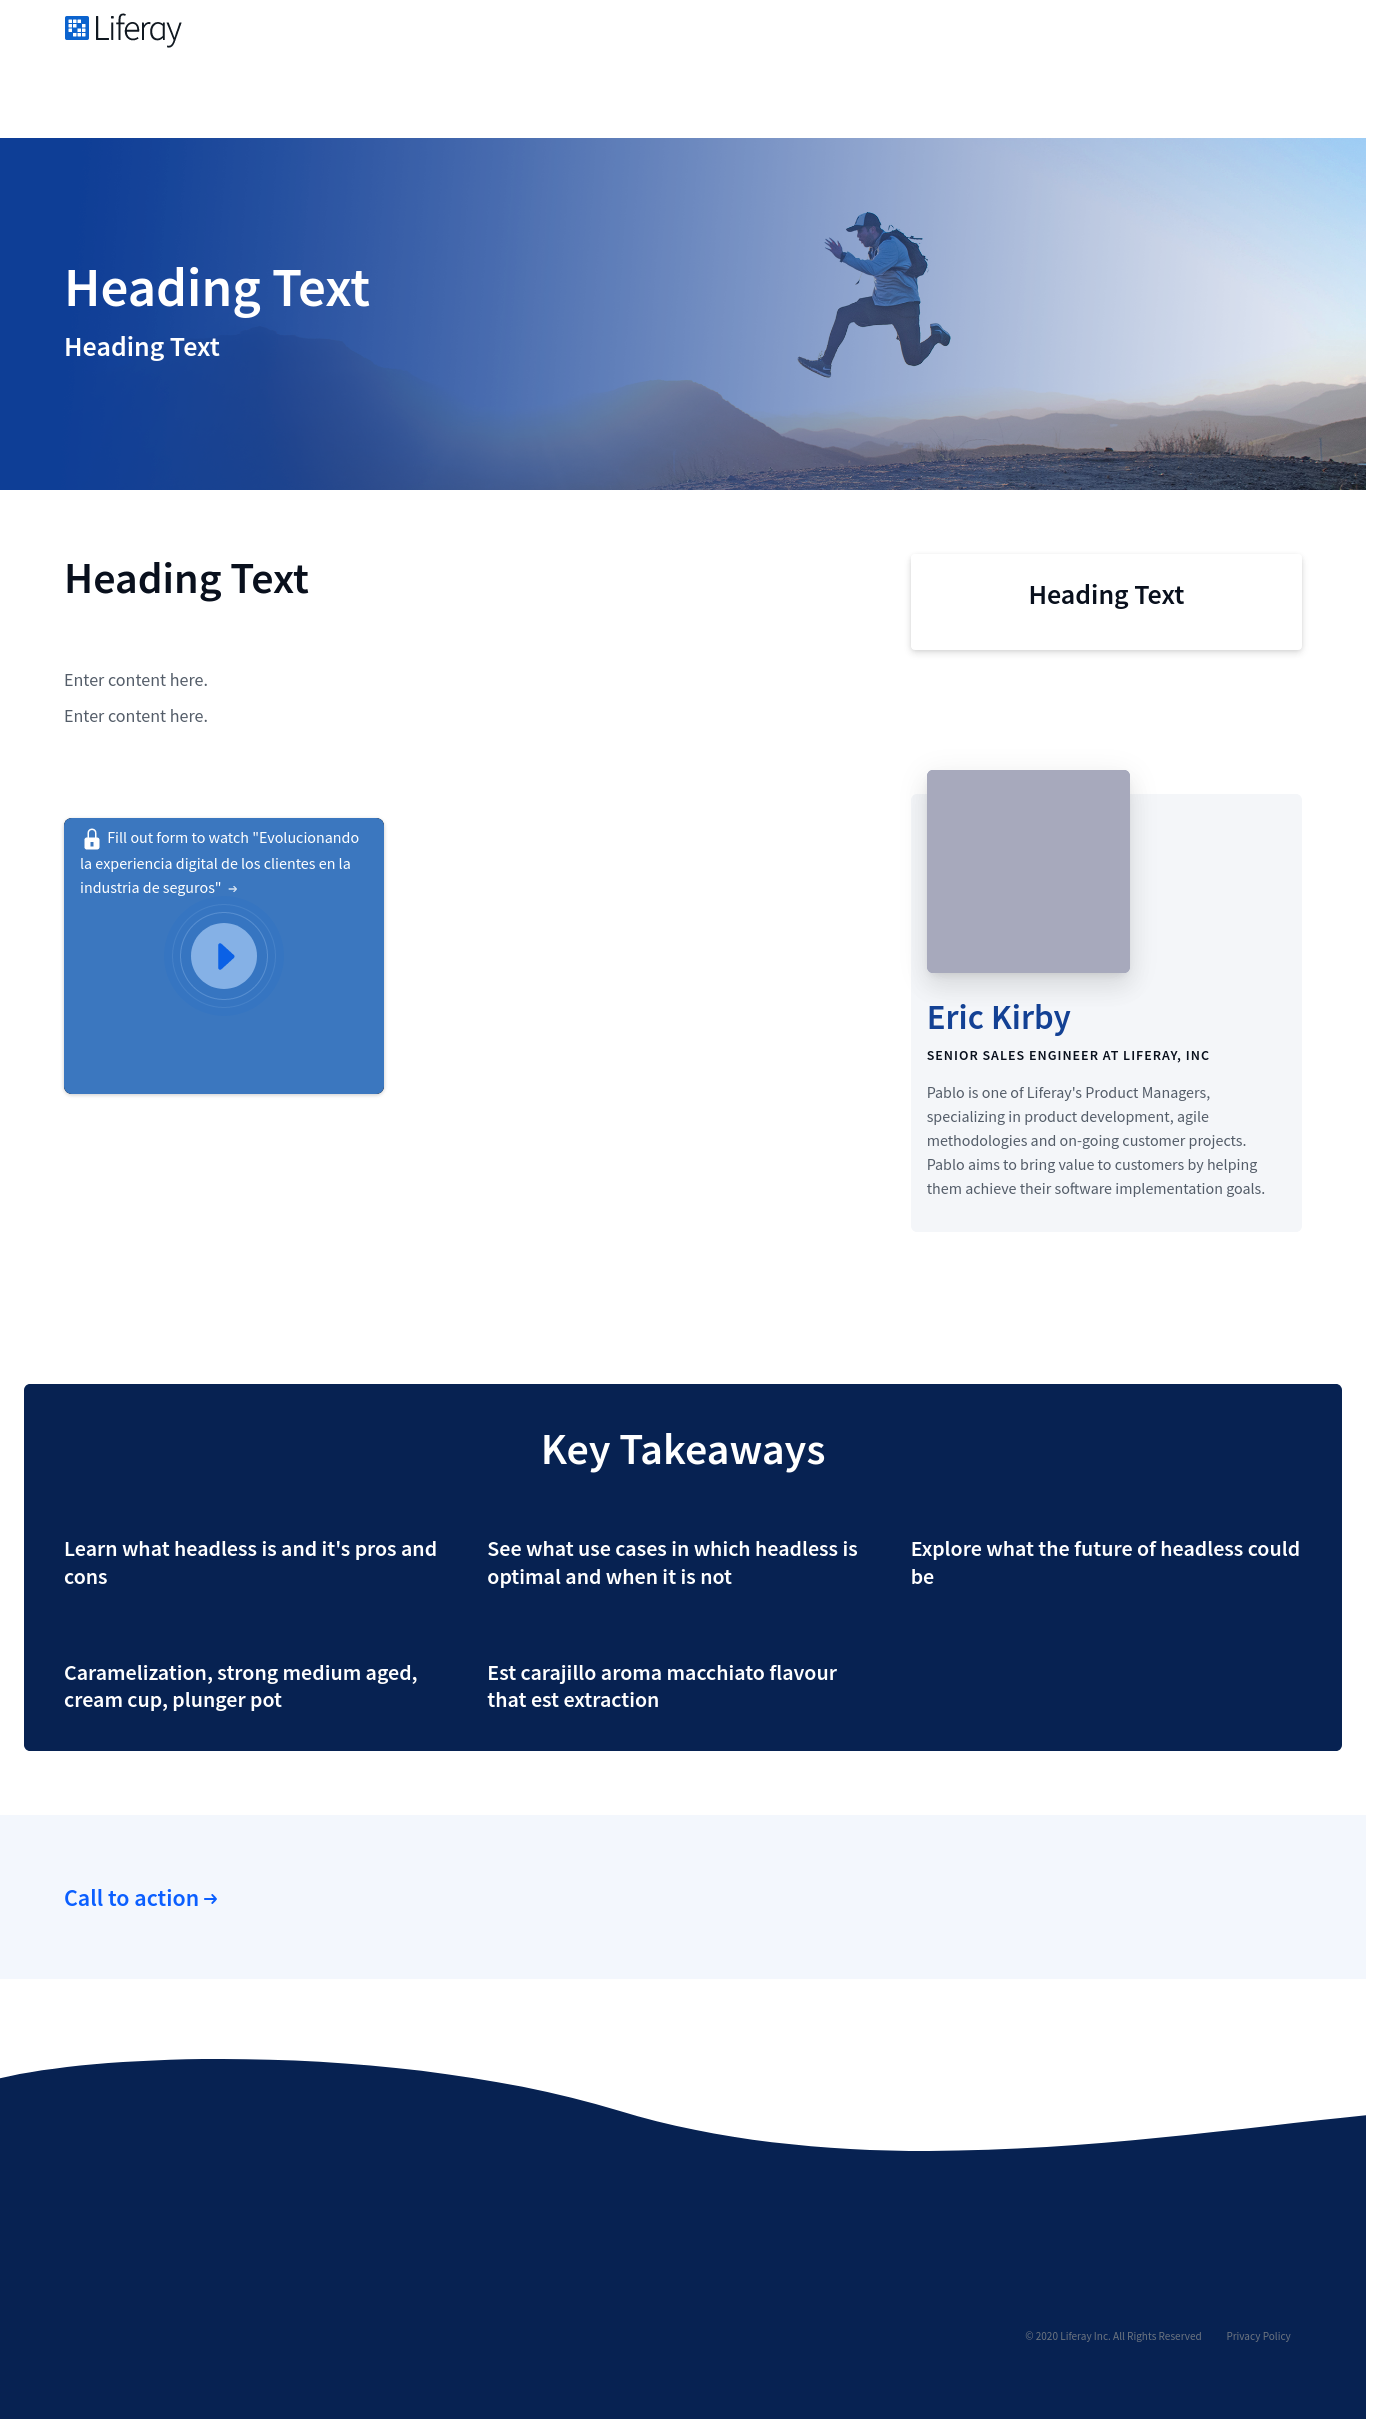 Liferay
Heading Text
Heading Text
Heading Text
Enter content here.
Enter content here.
Fill out form to watch "Evolucionando
la experiencia digital de los clientes en la
industria de seguros" →
Heading Text
Eric Kirby
SENIOR SALES ENGINEER AT LIFERAY, INC
Pablo is one of Liferay's Product Managers,
specializing in product development, agile
methodologies and on-going customer projects.
Pablo aims to bring value to customers by helping
them achieve their software implementation goals.
Key Takeaways
Learn what headless is and it's pros and
cons
See what use cases in which headless is
optimal and when it is not
Explore what the future of headless could
be
Caramelization, strong medium aged,
cream cup, plunger pot
Est carajillo aroma macchiato flavour
that est extraction
Call to action →
© 2020 Liferay Inc. All Rights Reserved
Privacy Policy